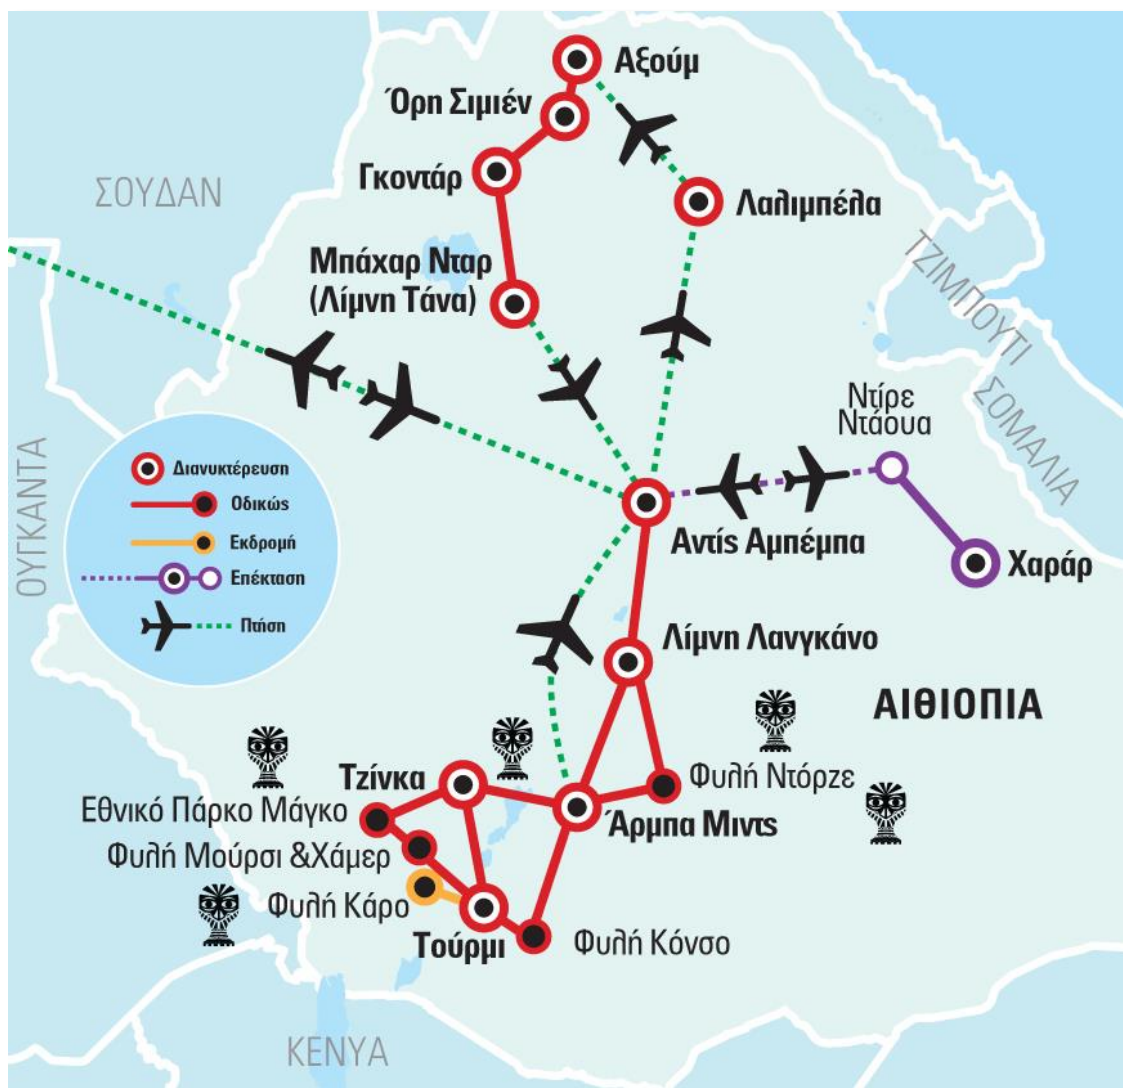 Αξούμ
Όρη Σιμιέν
Γκοντάρ
ΣΟΥΔΑΝ
Λαλιμπέλα
Μπάχαρ Νταρ
(Λίμνη Τάνα)
ΤΖΙΜΠΟΥΤΙ
ΣΟΜΑΛΙΑ
Ντίρε
Ντάουα
ΟΥΓΚΑΝΤΑ
Διανυκτέρευση
Οδικώς
Εκδρομή
Επέκταση
Πτήση
Αντίς Αμπέμπα
Χαράρ
Λίμνη Λανγκάνο
ΑΙΘΙΟΠΙΑ
Τζίνκα
Φυλή Ντόρζε
Εθνικό Πάρκο Μάγκο
Άρμπα Μιντς
Φυλή Μούρσι &Χάμερ
Φυλή Κάρο
Τούρμι
Φυλή Κόνσο
ΚΕΝΥΑ